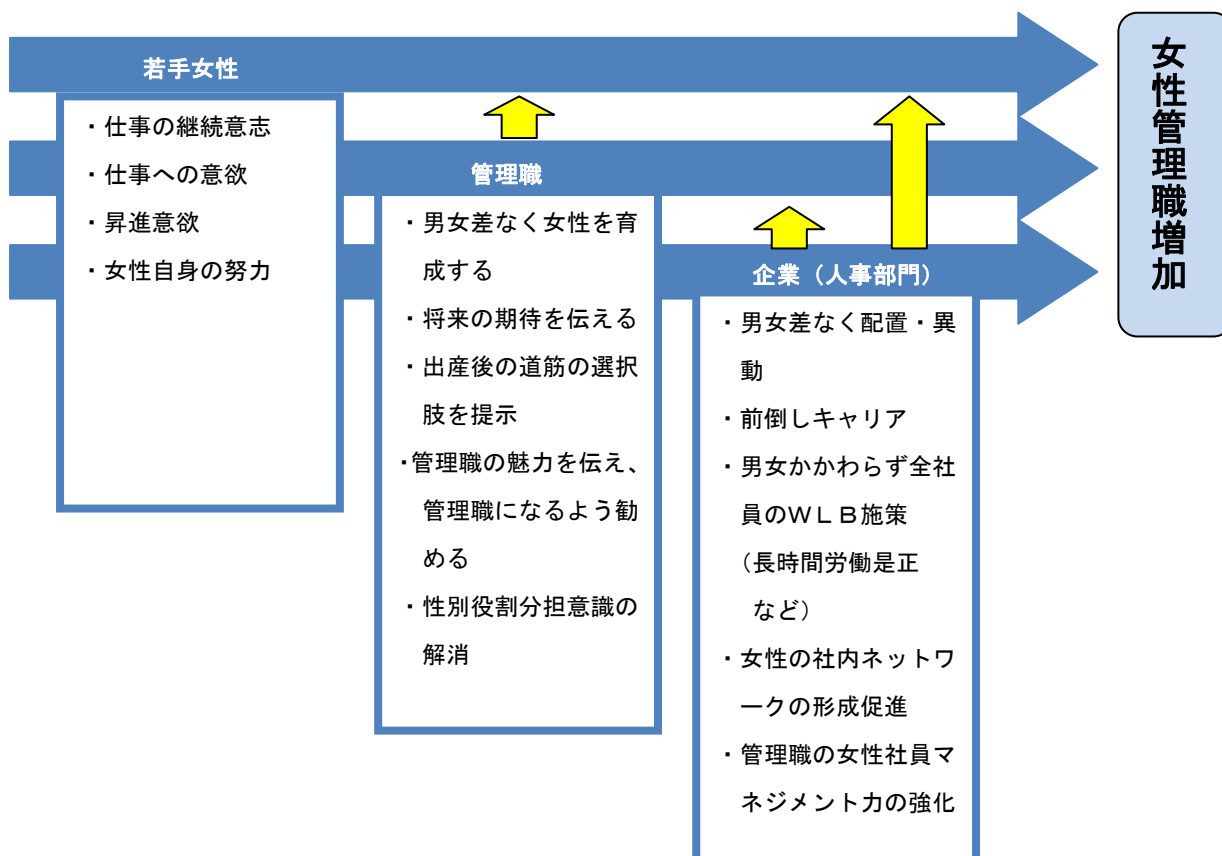 若手女性
・仕事の継続意志
・仕事への意欲
・昇進意欲
・女性自身の努力
管理職
・男女差なく女性を育
成する
・将来の期待を伝える
・出産後の道筋の選択
肢を提示
・管理職の魅力を伝え、
管理職になるよう勧
める
・性別役割分担意識の
解消
企業（人事部門）
・男女差なく配置・異
動
・前倒しキャリア
・男女かかわらず全社
員のＷＬＢ施策
（長時間労働是正
など）
・女性の社内ネットワ
ークの形成促進
・管理職の女性社員マ
ネジメント力の強化
女性管理職増加